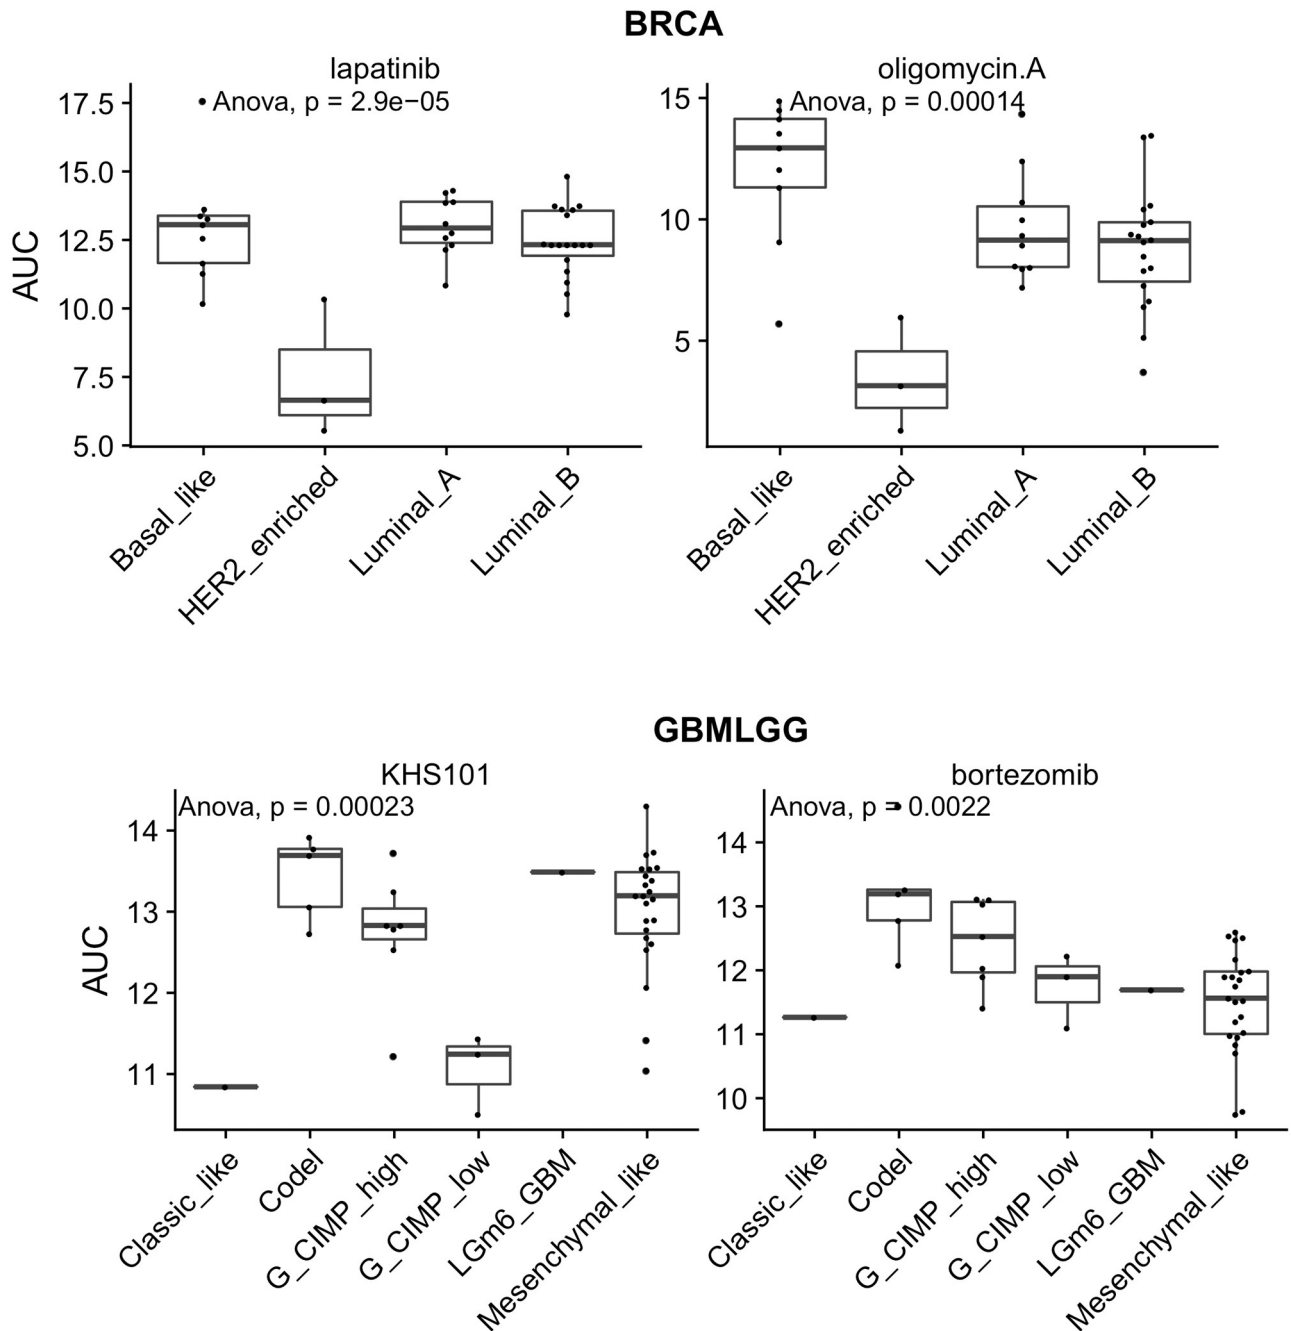 BRCA
lapatinib
oligomycin.A
Anova, p = 2.9e−05
Anova, p = 0.00014
AUC
17.5
15.0
12.5
10.0
7.5
5.0
15
10
5
Basal_like
HER2_enriched
Luminal_A
Luminal_B
Basal_like
HER2_enriched
Luminal_A
Luminal_B
GBMLGG
KHS101
bortezomib
Anova, p = 0.00023
Anova, p = 0.0022
AUC
14
13
12
11
14
13
12
11
10
Classic_like
Codel
G_CIMP_high
G_CIMP_low
LGm6_GBM
Mesenchymal_like
Classic_like
Codel
G_CIMP_high
G_CIMP_low
LGm6_GBM
Mesenchymal_like